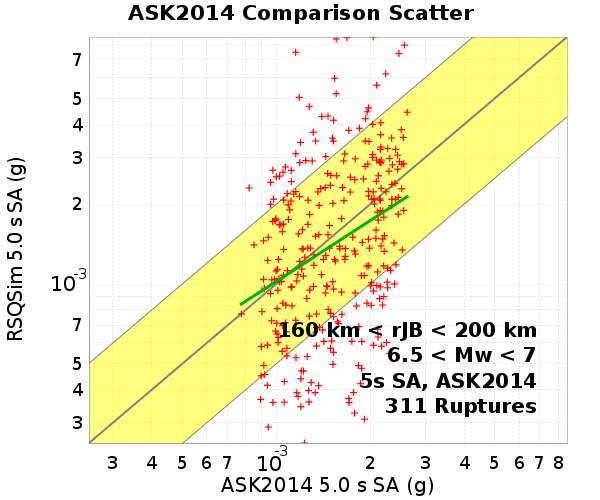 ASK2014 Comparison Scatter
RSQSim 5.0 s SA (g)
7
5
4
3
2
10⁻³
7
5
4
3
160 km < rJB < 200 km
6.5 < Mw < 7
5s SA, ASK2014
311 Ruptures
3 4 5 6 7 10⁻³ 2 3 4 5 6 7 8
ASK2014 5.0 s SA (g)